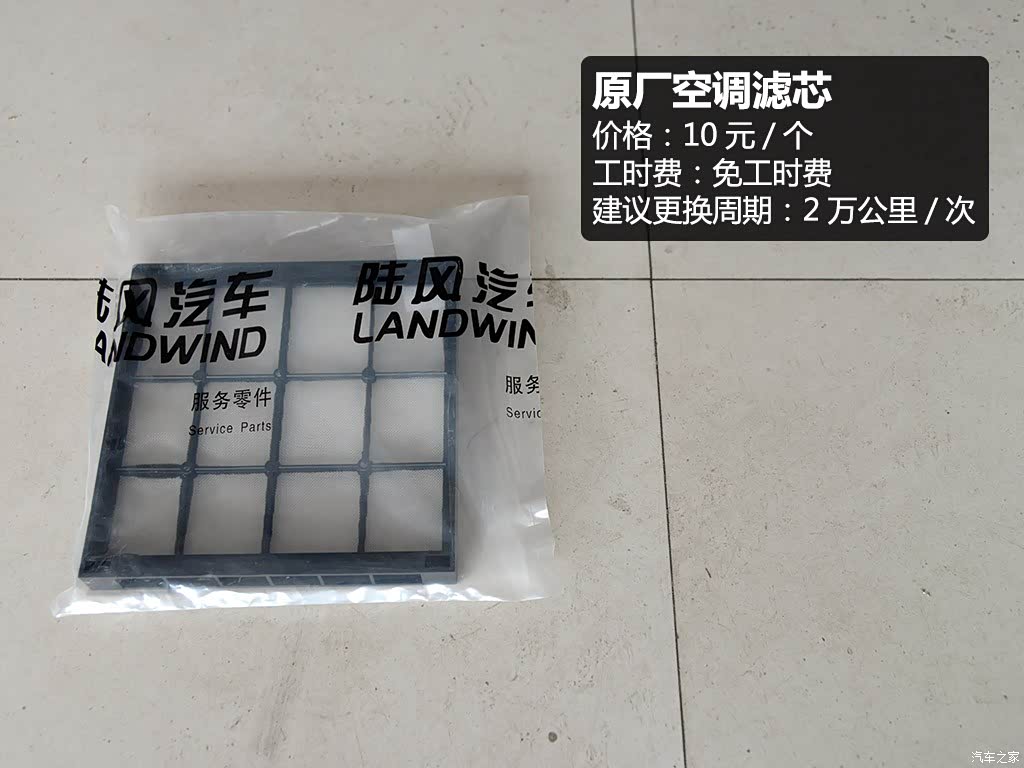 原厂空调滤芯
价格：10 元 / 个
工时费：免工时费
建议更换周期：2 万公里 / 次
风汽车
陆风汽
LANDWIND
LANDWIN
服务零件
Service Parts
服务
Servic
汽车之家